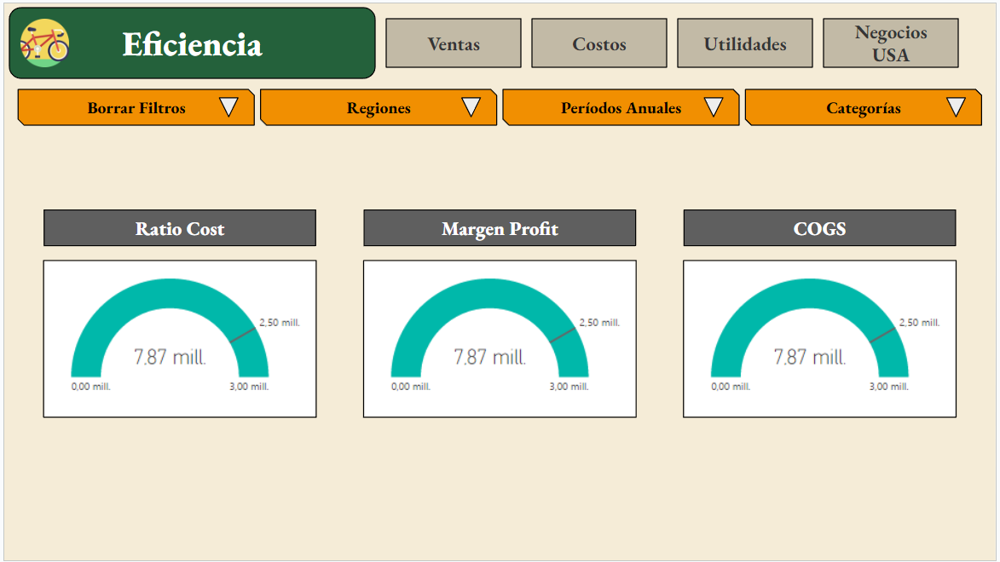 Eficiencia
Ventas
Costos
Utilidades
Negocios
USA
Borrar Filtros
Regiones
Períodos Anuales
Categorías
Ratio Cost
Margen Profit
COGS
2,50 mill.
7,87 mill.
0,00 mill.
3,00 mill.
2,50 mill.
7,87 mill.
0,00 mill.
3,00 mill.
2,50 mill.
7,87 mill.
0,00 mill.
3,00 mill.